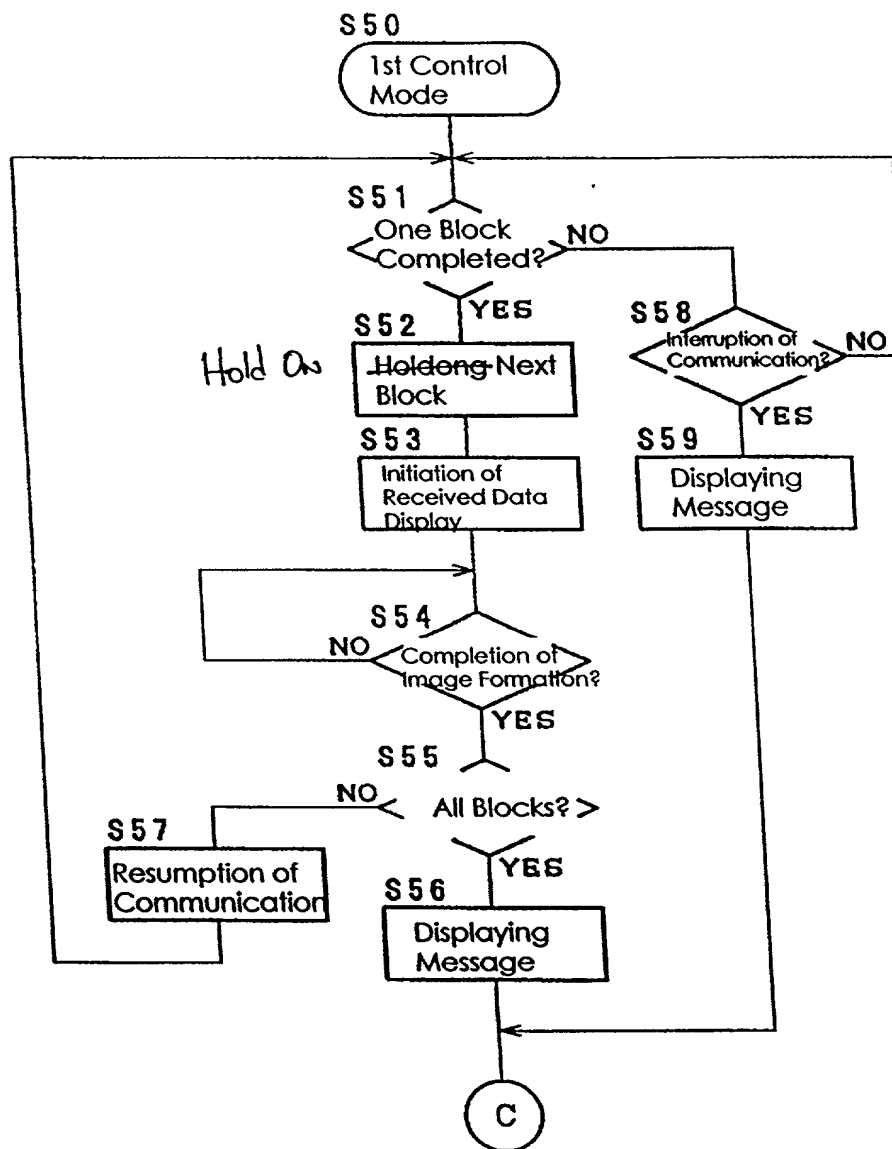 S50
1st Control
Mode
S51
One Block
Completed?
NO
YES
S58
Interruption of
Communication?
NO
YES
S52
Hold On
Holdong Next
Block
S53
Initiation of
Received Data
Display
S59
Displaying
Message
S54
NO
Completion of
Image Formation?
YES
S55
NO
All Blocks?
YES
S57
Resumption of
Communication
S56
Displaying
Message
C